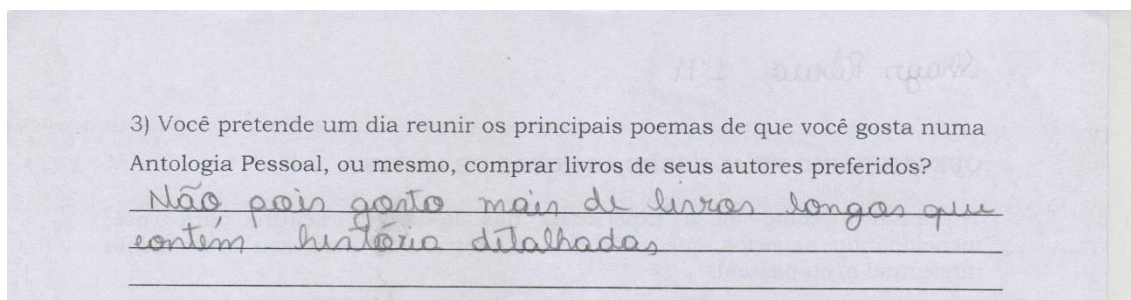 3) Você pretende um dia reunir os principais poemas de que você gosta numa
Antologia Pessoal, ou mesmo, comprar livros de seus autores preferidos?
Não pois gosto mais de livros longos que
contém história ditalhadas